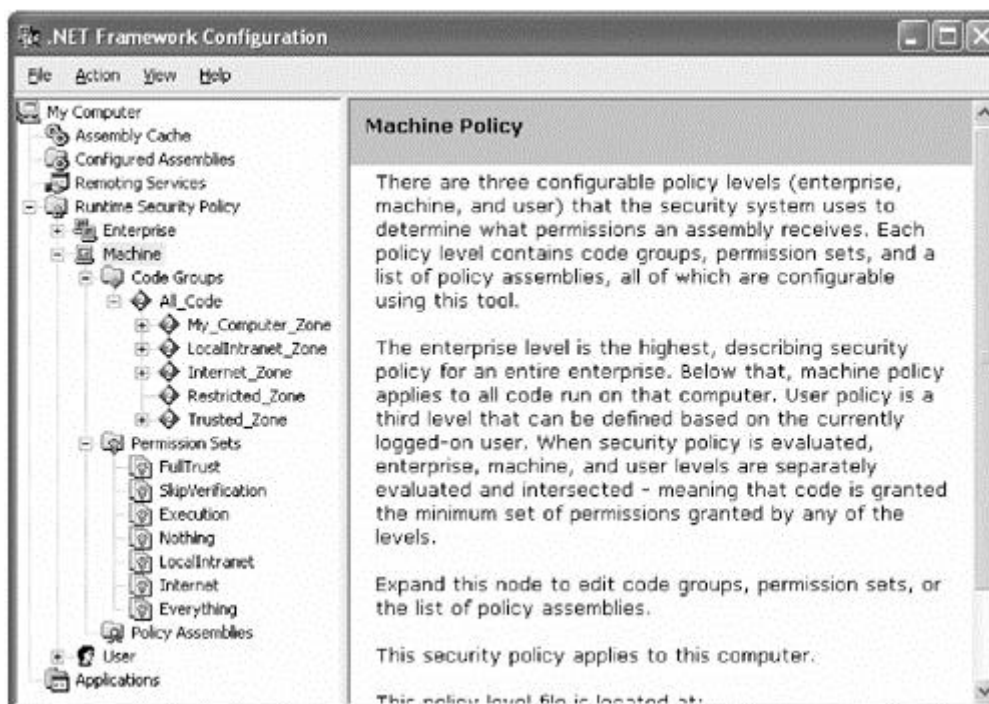 .NET Framework Configuration
File Action View Help
My Computer
Assembly Cache
Configured Assemblies
Remoting Services
Runtime Security Policy
Enterprise
Machine
Code Groups
All_Code
My_Computer_Zone
LocalIntranet_Zone
Internet_Zone
Restricted_Zone
Trusted_Zone
Permission Sets
FullTrust
SkipVerification
Execution
Nothing
LocalIntranet
Internet
Everything
Policy Assemblies
User
Applications
Machine Policy
There are three configurable policy levels (enterprise,
machine, and user) that the security system uses to
determine what permissions an assembly receives. Each
policy level contains code groups, permission sets, and a
list of policy assemblies, all of which are configurable
using this tool.
The enterprise level is the highest, describing security
policy for an entire enterprise. Below that, machine policy
applies to all code run on that computer. User policy is a
third level that can be defined based on the currently
logged-on user. When security policy is evaluated,
enterprise, machine, and user levels are separately
evaluated and intersected - meaning that code is granted
the minimum set of permissions granted by any of the
levels.
Expand this node to edit code groups, permission sets, or
the list of policy assemblies.
This security policy applies to this computer.
This policy level file is located at: